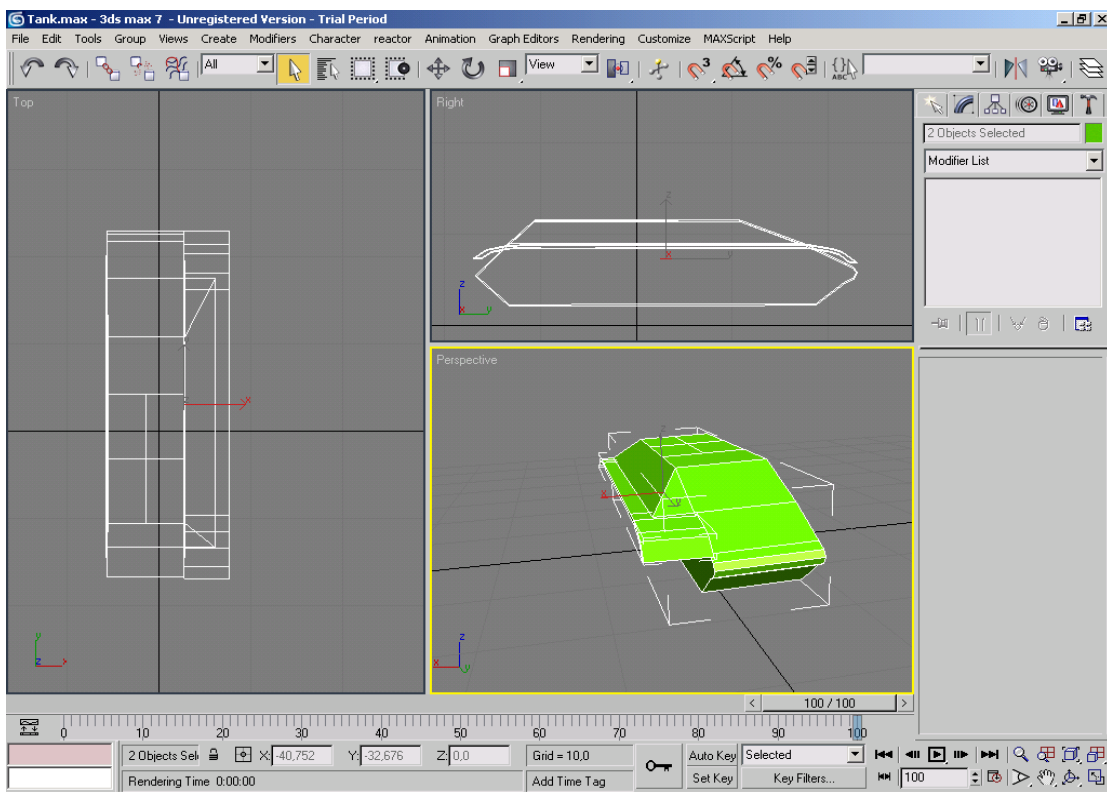 Tank.max - 3ds max 7 - Unregistered Version - Trial Period
File Edit Tools Group Views Create Modifiers Character reactor Animation Graph Editors Rendering Customize MAXScript Help
All View 3 % {} ABC
Top Right
2 Objects Selected
Modifier List
z
x y
z
x y
Perspective
z
x y
x
y
z x
z
x y
100 / 100
0 10 20 30 40 50 60 70 80 90 100
2 Objects Sele X: -40,752 Y: -32,676 Z: 0,0 Grid = 10,0 Auto Key Selected
Rendering Time 0:00:00 Add Time Tag Set Key Key Filters... 100